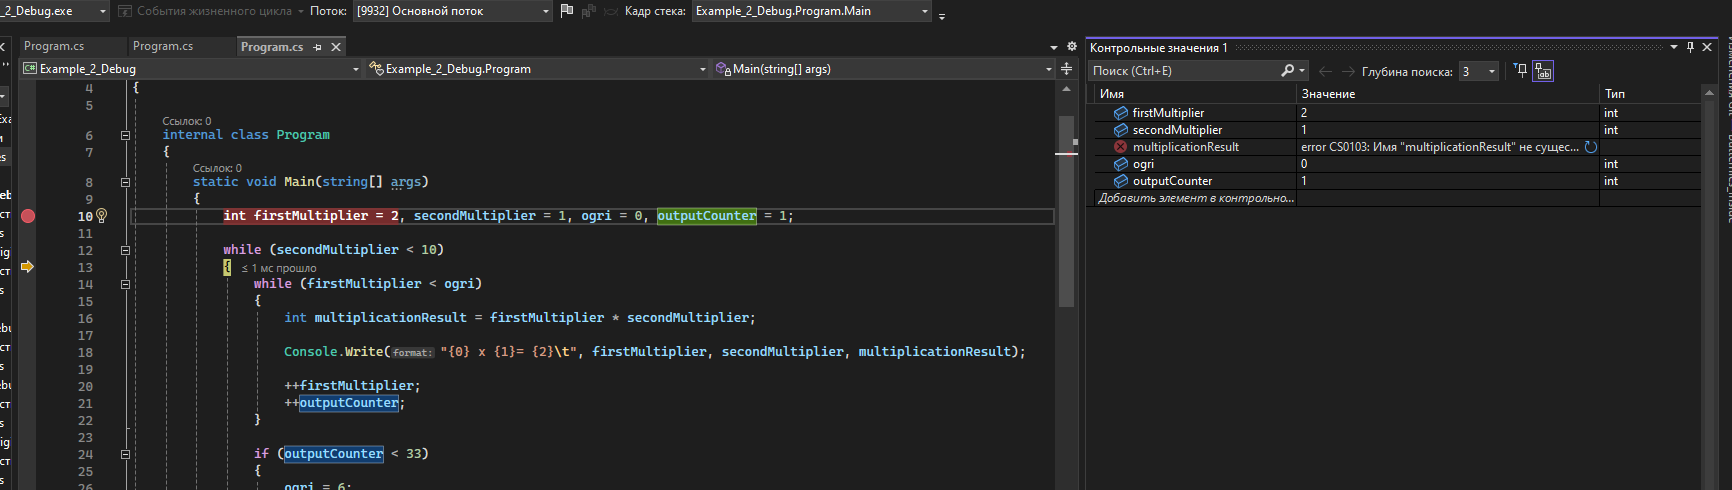 _2_Debug.exe События жизненного цикла Поток: [9932] Основной поток Кадр стека: Example_2_Debug.Program.Main
Program.cs Program.cs Program.cs
Example_2_Debug Example_2_Debug.Program Main(string[] args)
4 {
5
Ссылок: 0
6 internal class Program
7 {
Ссылок: 0
8 static void Main(string[] args)
9 {
10 int firstMultiplier = 2, secondMultiplier = 1, ogri = 0, outputCounter = 1;
11
12 while (secondMultiplier < 10)
13 { ≤ 1 мс прошло
14 while (firstMultiplier < ogri)
15 {
16 int multiplicationResult = firstMultiplier * secondMultiplier;
17
18 Console.Write(format: "{0} x {1}= {2}\t", firstMultiplier, secondMultiplier, multiplicationResult);
19
20 ++firstMultiplier;
21 ++outputCounter;
22 }
23
24 if (outputCounter < 33)
25 {
26 ogri = 6;
Контрольные значения 1
Поиск (Ctrl+E) Глубина поиска: 3
Имя Значение Тип
firstMultiplier 2 int
secondMultiplier 1 int
multiplicationResult error CS0103: Имя "multiplicationResult" не сущес...
ogri 0 int
outputCounter 1 int
Добавить элемент в контрольно...